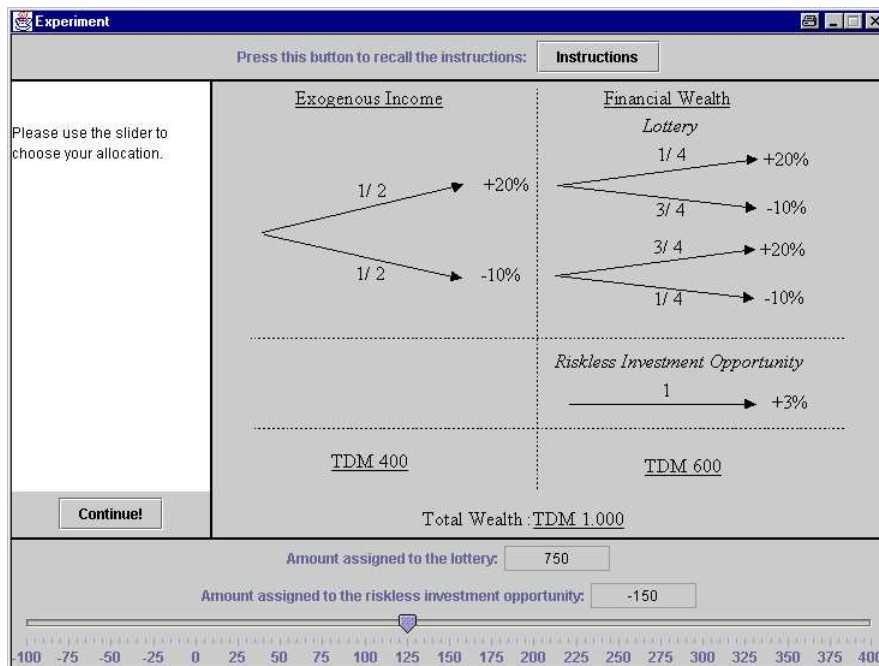 Experiment
Press this button to recall the instructions: Instructions
Please use the slider to
choose your allocation.
Continue!
Exogenous Income
1/ 2
+20%
1/ 2
-10%
TDM 400
Financial Wealth
Lottery
1/ 4
+20%
3/ 4
-10%
3/ 4
+20%
1/ 4
-10%
Riskless Investment Opportunity
1
+3%
TDM 600
Total Wealth : TDM 1.000
Amount assigned to the lottery: 750
Amount assigned to the riskless investment opportunity: -150
-100 -75 -50 -25 0 25 50 75 100 125 150 175 200 225 250 275 300 325 350 375 400